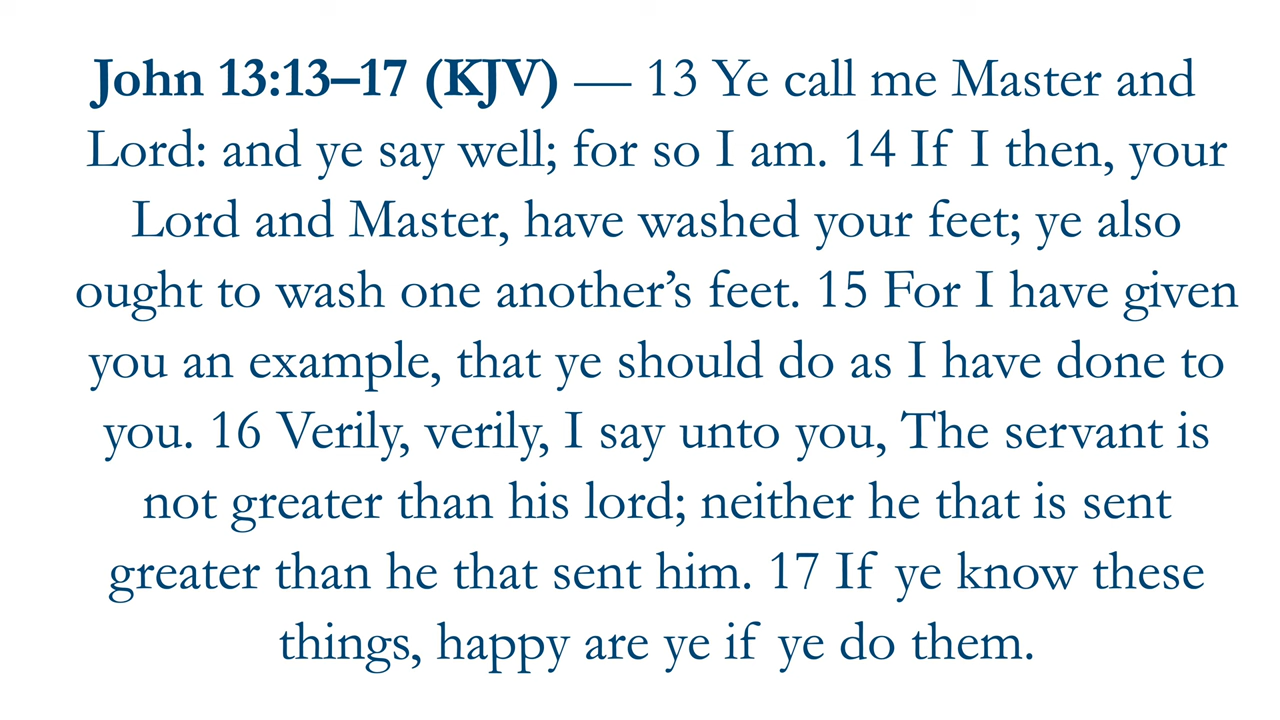 John 13:13–17 (KJV) — 13 Ye call me Master and
Lord: and ye say well; for so I am. 14 If I then, your
Lord and Master, have washed your feet; ye also
ought to wash one another’s feet. 15 For I have given
you an example, that ye should do as I have done to
you. 16 Verily, verily, I say unto you, The servant is
not greater than his lord; neither he that is sent
greater than he that sent him. 17 If ye know these
things, happy are ye if ye do them.